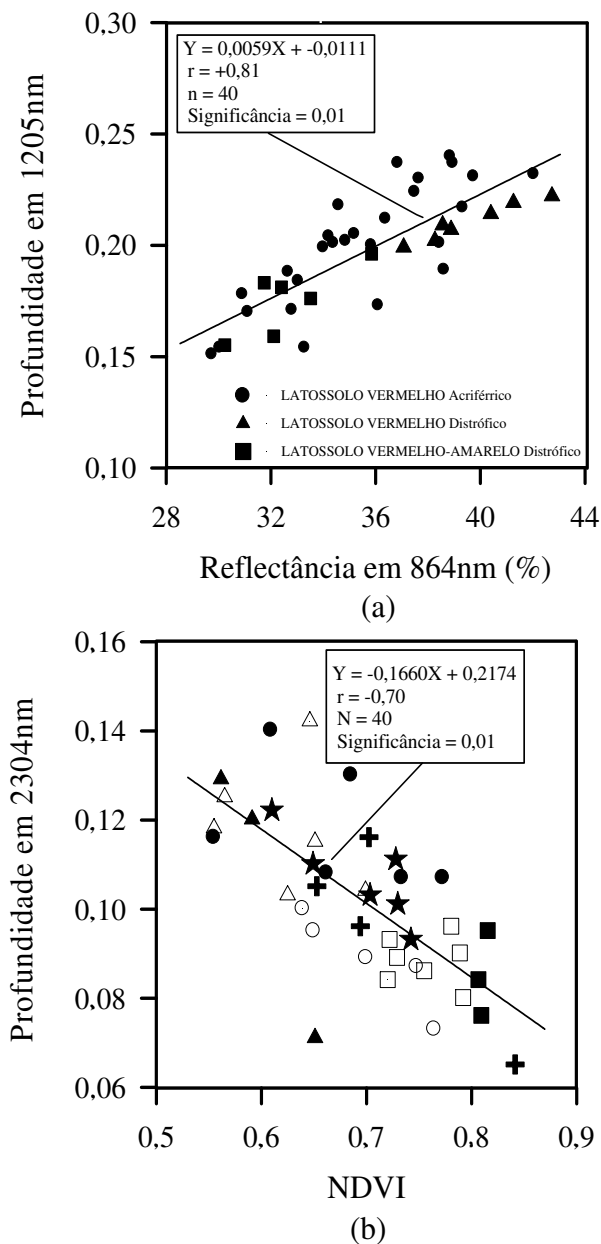 0,30
Y = 0,0059X + -0,0111
r = +0,81
n = 40
Significância = 0,01
0,25
0,20
0,15
0,10
Profundidade em 1205nm
LATOSSOLO VERMELHO Acriférrico
LATOSSOLO VERMELHO Distrófico
LATOSSOLO VERMELHO-AMARELO Distrófico
28 32 36 40 44
Reflectância em 864nm (%)
(a)
0,16
Y = -0,1660X + 0,2174
r = -0,70
N = 40
Significância = 0,01
0,14
0,12
0,10
0,08
0,06
Profundidade em 2304nm
0,5 0,6 0,7 0,8 0,9
NDVI
(b)